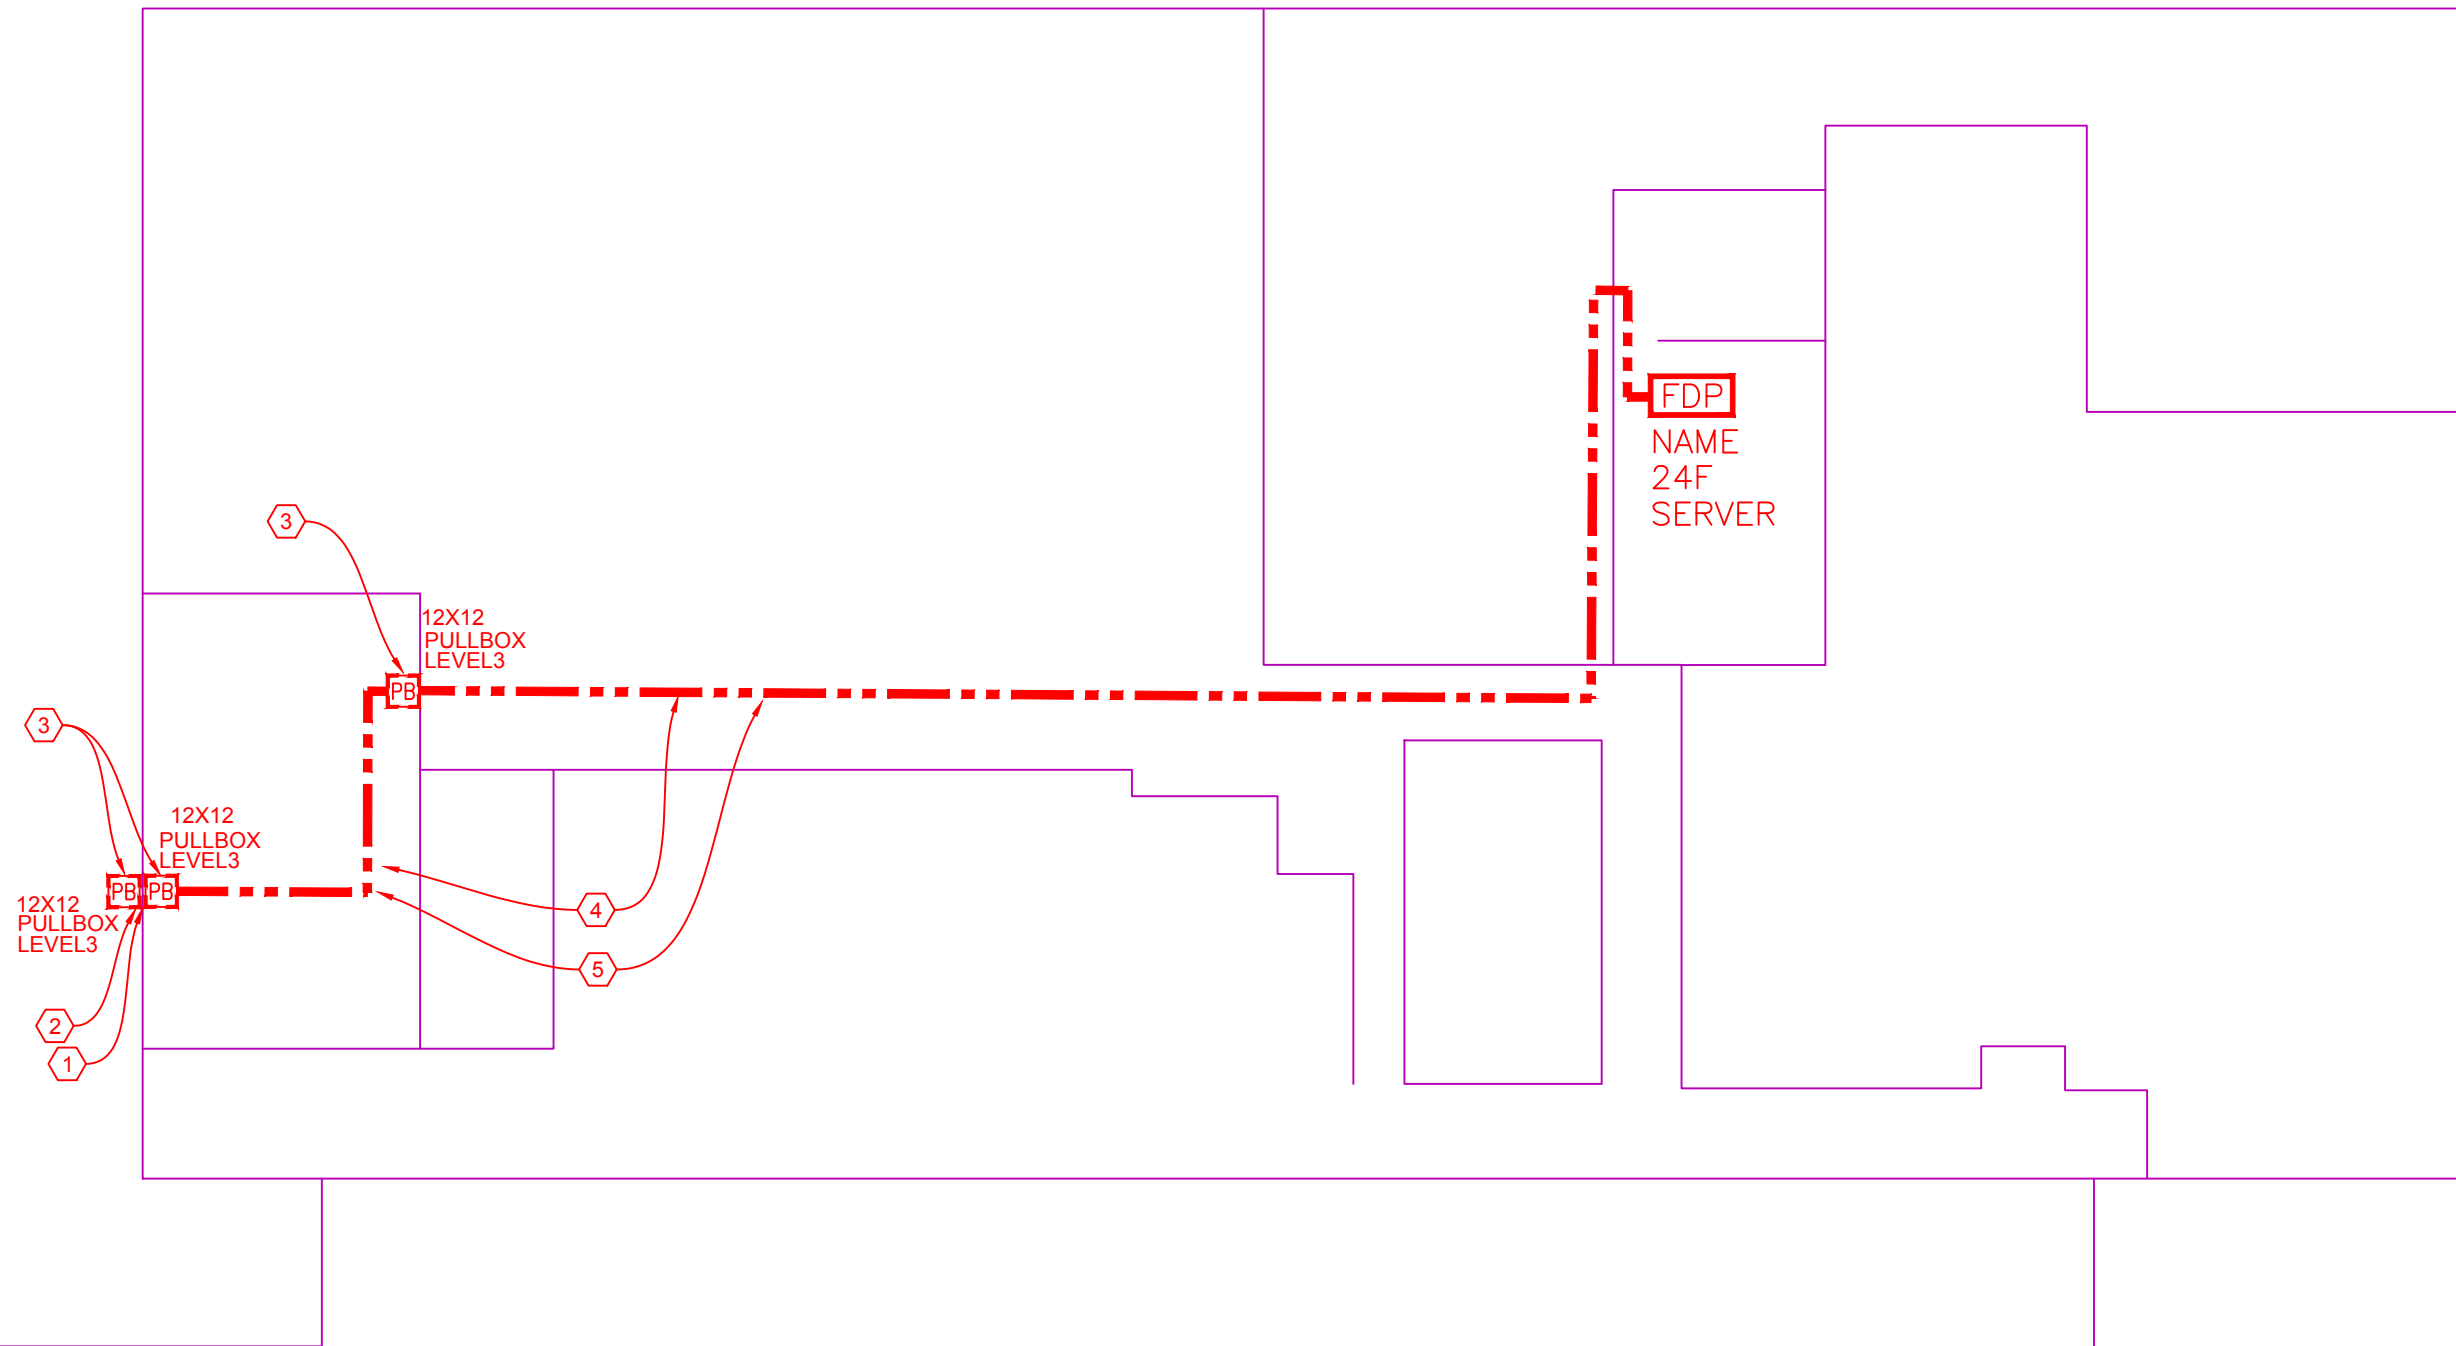 FDP
NAME
24F
SERVER
3
12X12
PULLBOX
LEVEL3
PB
3
12X12
PULLBOX
LEVEL3
PB
PB
12X12
PULLBOX
LEVEL3
4
5
2
1